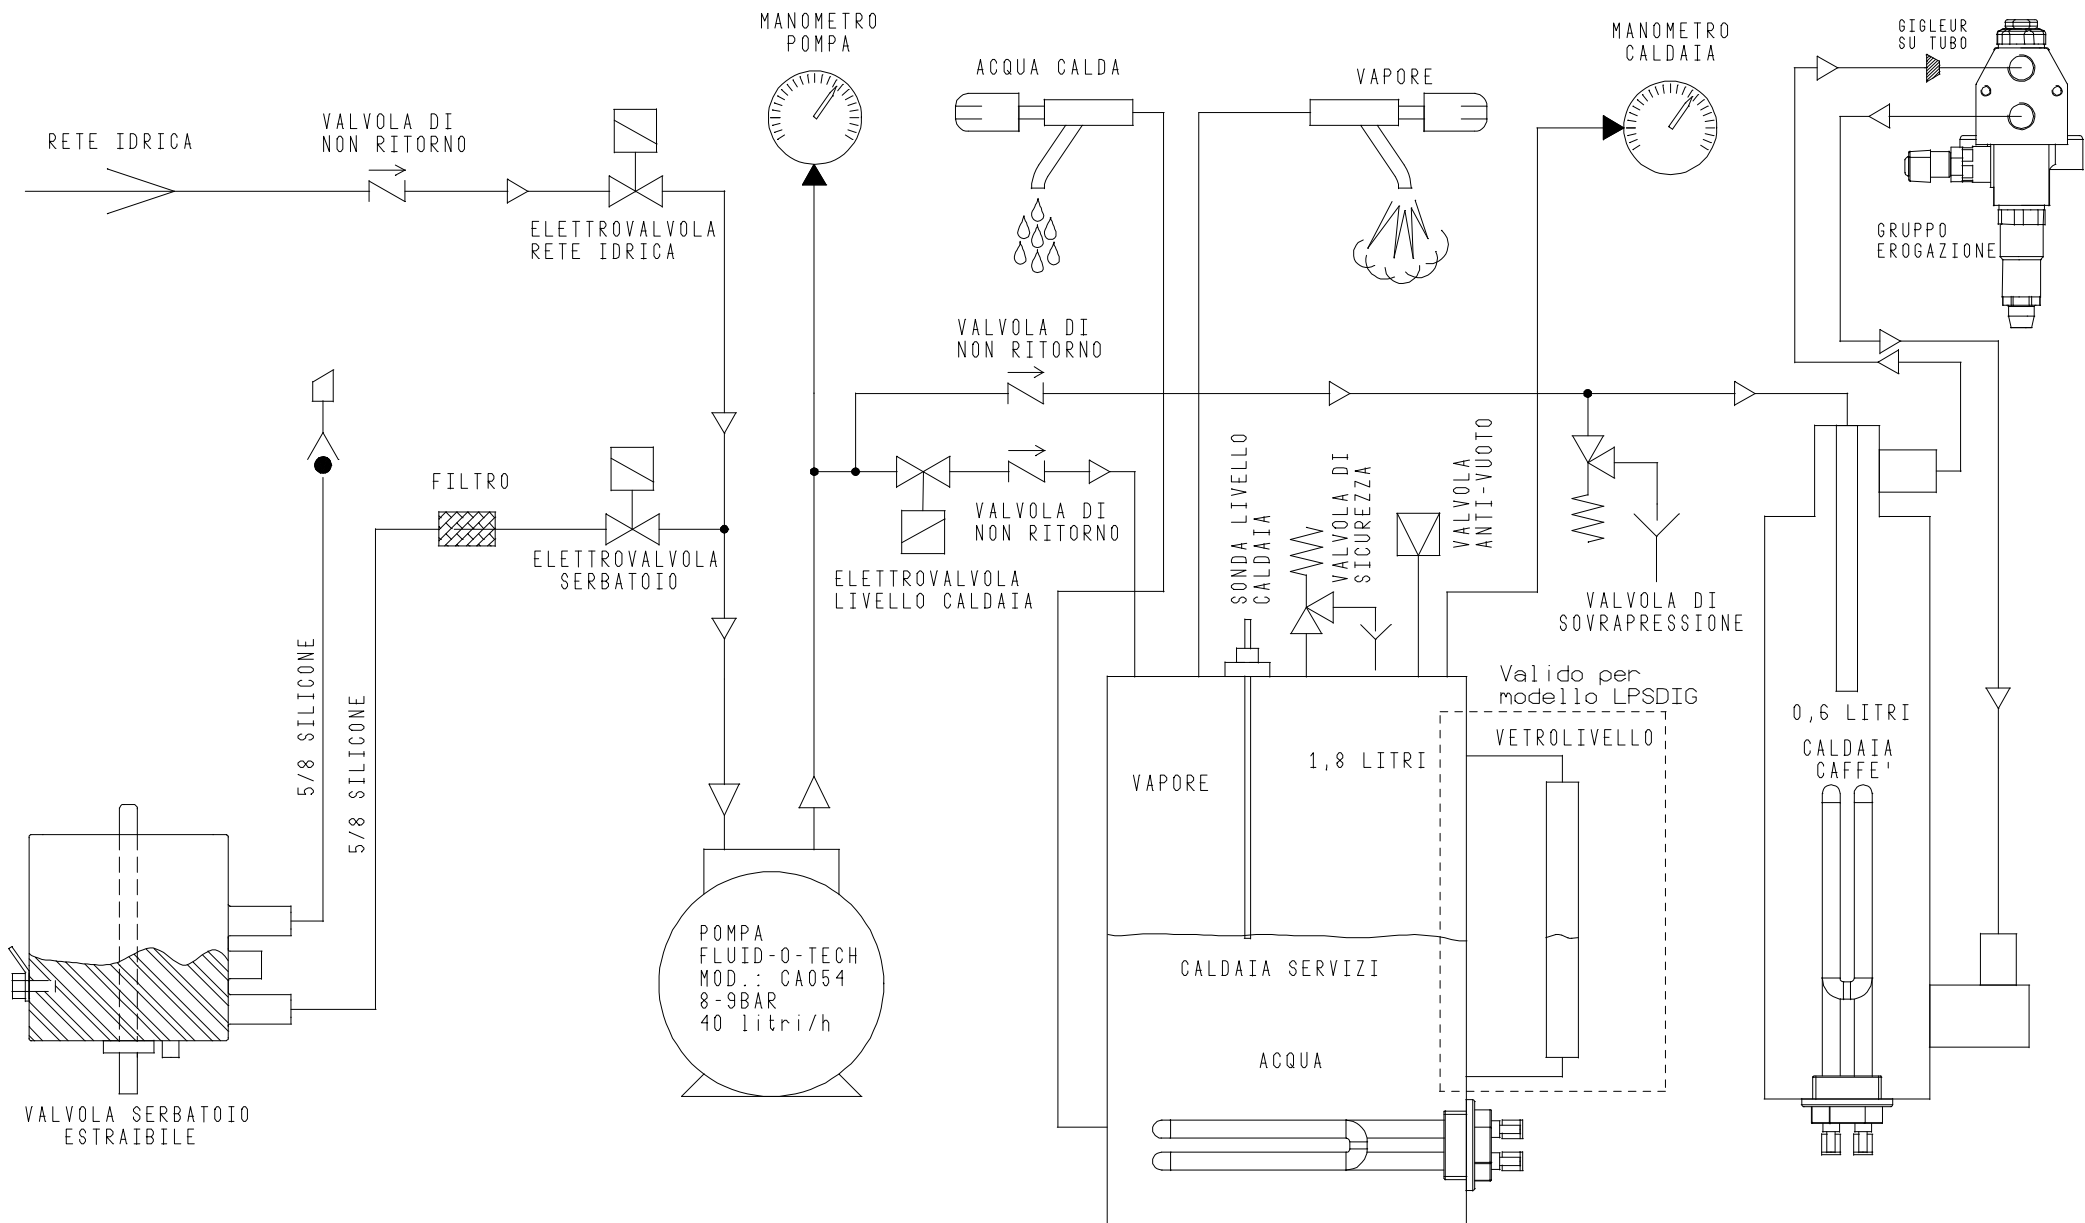 MANOMETRO
POMPA
ACQUA CALDA
VAPORE
MANOMETRO
CALDAIA
GIGLEUR
SU TUBO
RETE IDRICA
VALVOLA DI
NON RITORNO
ELETTROVALVOLA
RETE IDRICA
GRUPPO
EROGAZIONE
VALVOLA DI
NON RITORNO
FILTRO
ELETTROVALVOLA
SERBATOIO
VALVOLA DI
NON RITORNO
ELETTROVALVOLA
LIVELLO CALDAIA
SONDA LIVELLO
CALDAIA
VALVOLA DI
SICUREZZA
VALVOLA
ANTI-VUOTO
VALVOLA DI
SOVRAPRESSIONE
5/8 SILICONE
5/8 SILICONE
Valido per
modello LPSDIG
VETROLIVELLO
1,8 LITRI
VAPORE
0,6 LITRI
CALDAIA
CAFFE'
POMPA
FLUID-O-TECH
MOD.: CA054
8-9BAR
40 litri/h
CALDAIA SERVIZI
ACQUA
VALVOLA SERBATOIO
ESTRAIBILE